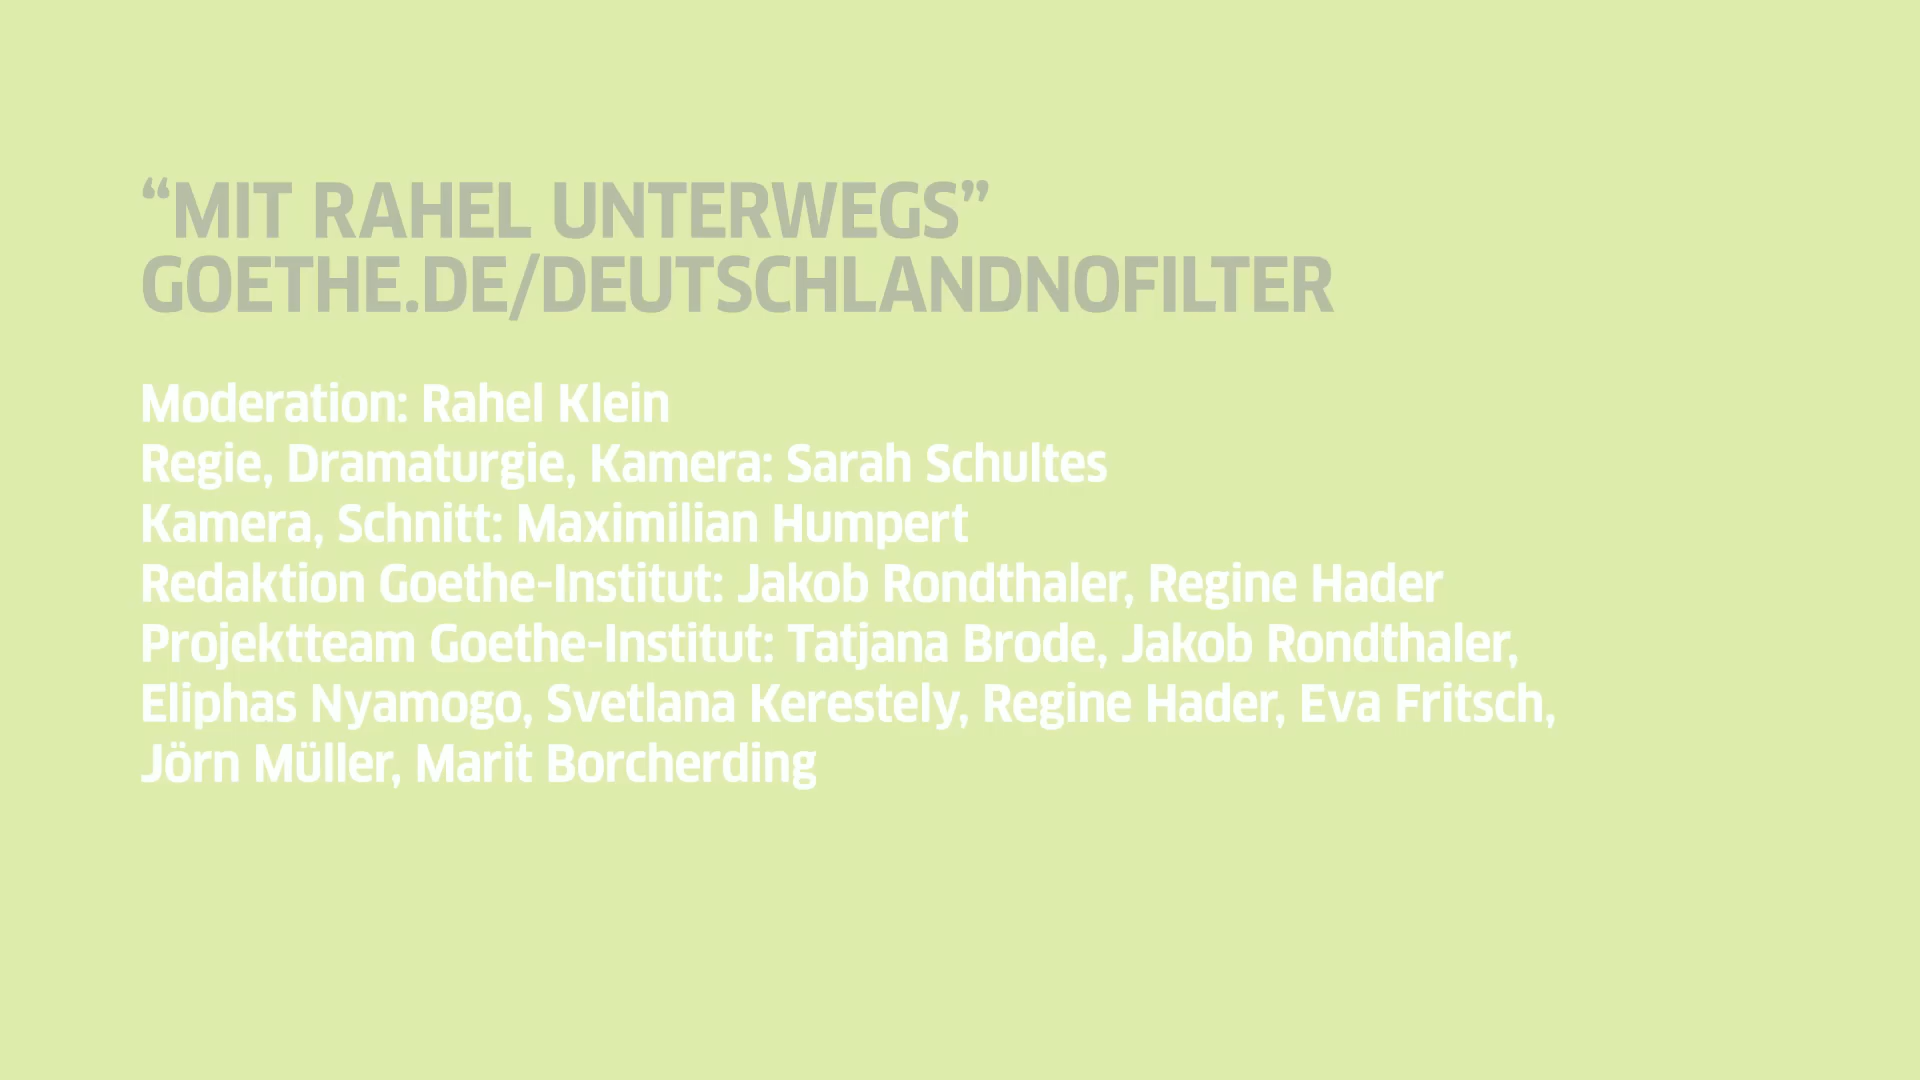 “MIT RAHEL UNTERWEGS”
GOETHE.DE/DEUTSCHLANDNOFILTER
Moderation: Rahel Klein
Regie, Dramaturgie, Kamera: Sarah Schultes
Kamera, Schnitt: Maximilian Humpert
Redaktion Goethe-Institut: Jakob Rondthaler, Regine Hader
Projektteam Goethe-Institut: Tatjana Brode, Jakob Rondthaler,
Eliphas Nyamogo, Svetlana Kerestely, Regine Hader, Eva Fritsch,
Jörn Müller, Marit Borcherding